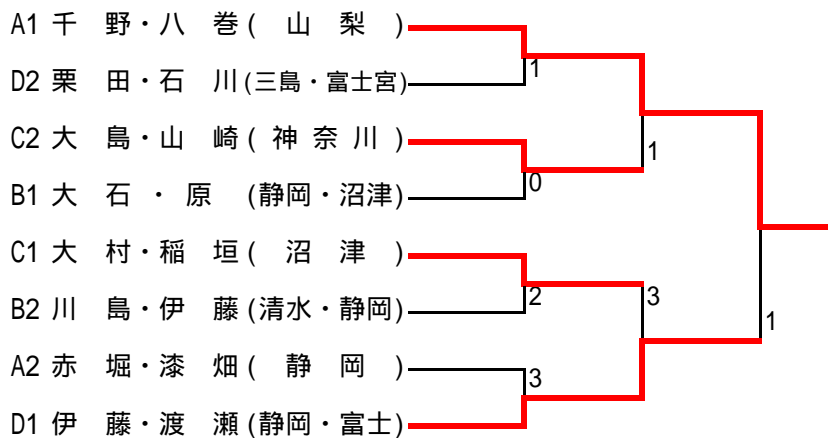 A1 千 野・八 巻 ( 山 梨 )
1
D2 栗 田・石 川 (三島・富士宮)
C2 大 島・山 崎 ( 神 奈 川 )
1
0
B1 大 石 ・ 原 (静岡・沼津)
C1 大 村・稲 垣 ( 沼 津 )
2
3
B2 川 島・伊 藤 (清水・静岡)
1
A2 赤 堀・漆 畑 ( 静 岡 )
3
D1 伊 藤・渡 瀬 (静岡・富士)